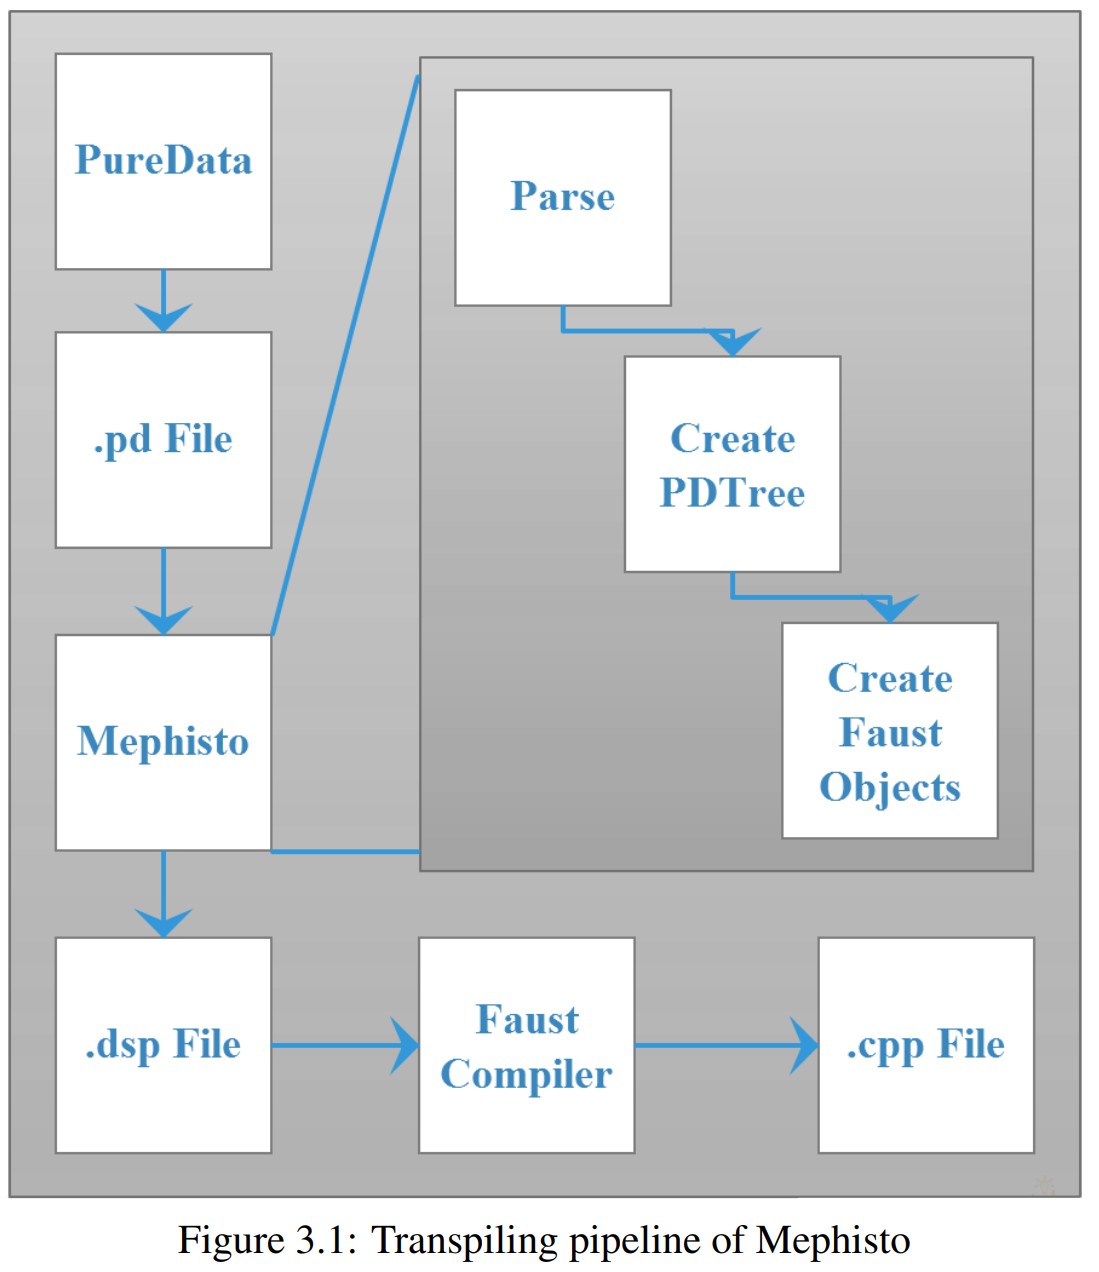 PureData
.pd File
Mephisto
Parse
Create
PDTree
Create
Faust
Objects
.dsp File
Faust
Compiler
.cpp File
Figure 3.1: Transpiling pipeline of Mephisto